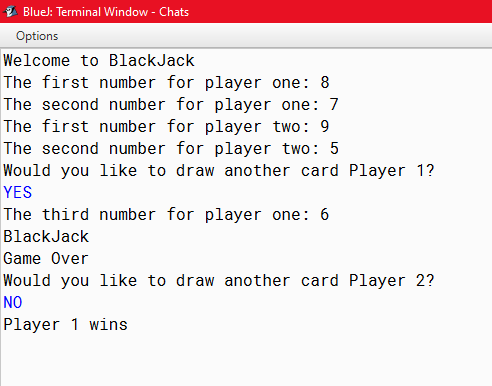 BlueJ: Terminal Window - Chats
Options
Welcome to BlackJack
The first number for player one: 8
The second number for player one: 7
The first number for player two: 9
The second number for player two: 5
Would you like to draw another card Player 1?
YES
The third number for player one: 6
BlackJack
Game Over
Would you like to draw another card Player 2?
NO
Player 1 wins